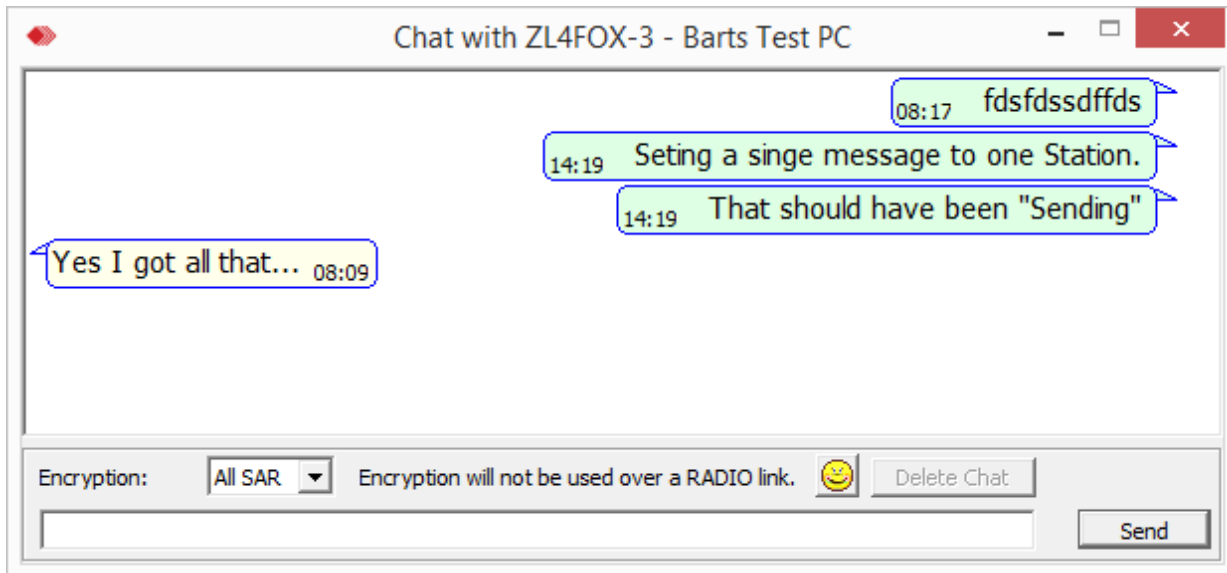 Chat with ZL4FOX-3 - Barts Test PC
08:17 fdsfdssdffds
14:19 Seting a singe message to one Station.
14:19 That should have been "Sending"
Yes I got all that... 08:09
Encryption: All SAR Encryption will not be used over a RADIO link. Delete Chat
Send